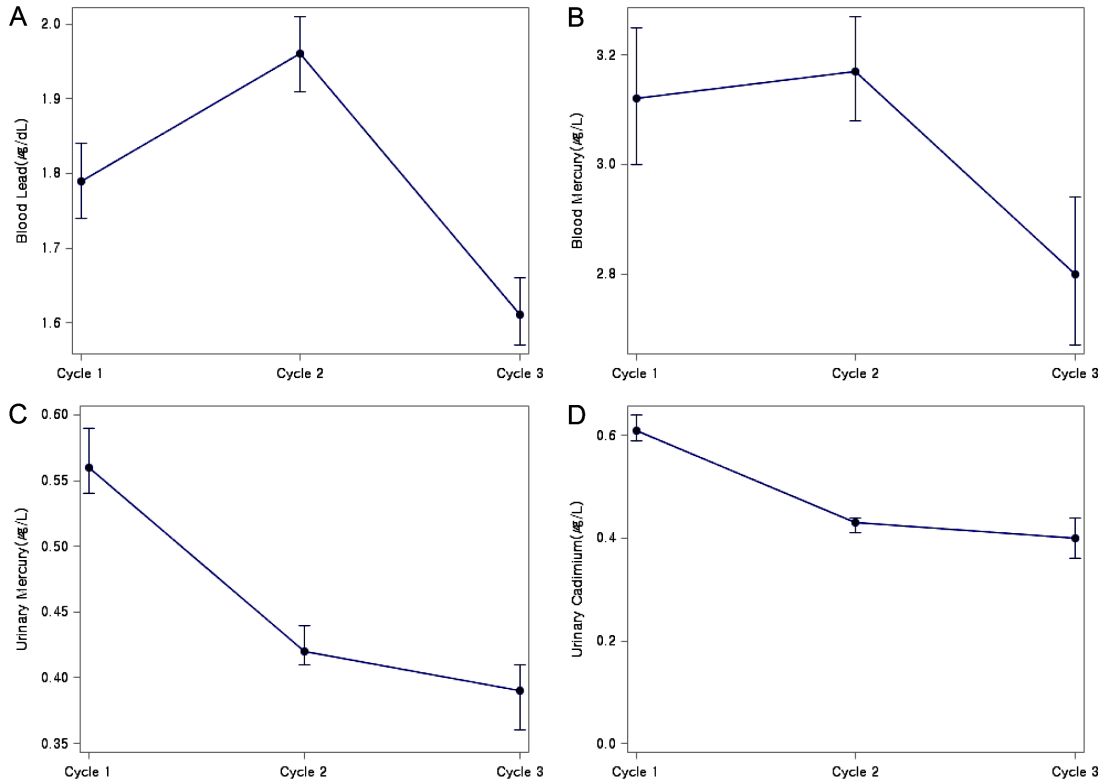 A
Blood Lead(㎍/dL)
2.0
1.9
1.8
1.7
1.6
Cycle 1 Cycle 2 Cycle 3
B
Blood Mercury(㎍/L)
3.2
3.0
2.8
Cycle 1 Cycle 2 Cycle 3
C
Urinary Mercury(㎍/L)
0.60
0.55
0.50
0.45
0.40
0.35
Cycle 1 Cycle 2 Cycle 3
D
Urinary Cadimium(㎍/L)
0.6
0.4
0.2
0.0
Cycle 1 Cycle 2 Cycle 3